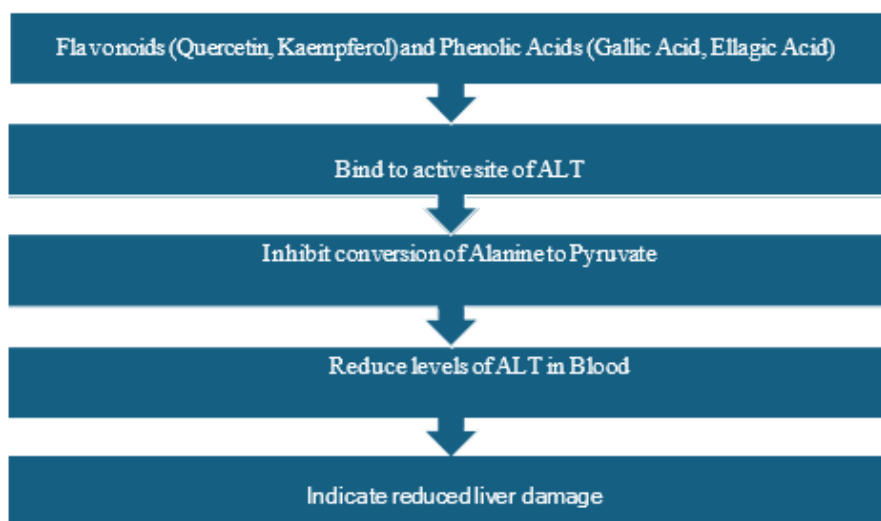 Flavonoids (Quercetin, Kaempferol) and Phenolic Acids (Gallic Acid, Ellagic Acid)
Bind to active site of ALT
Inhibit conversion of Alanine to Pyruvate
Reduce levels of ALT in Blood
Indicate reduced liver damage